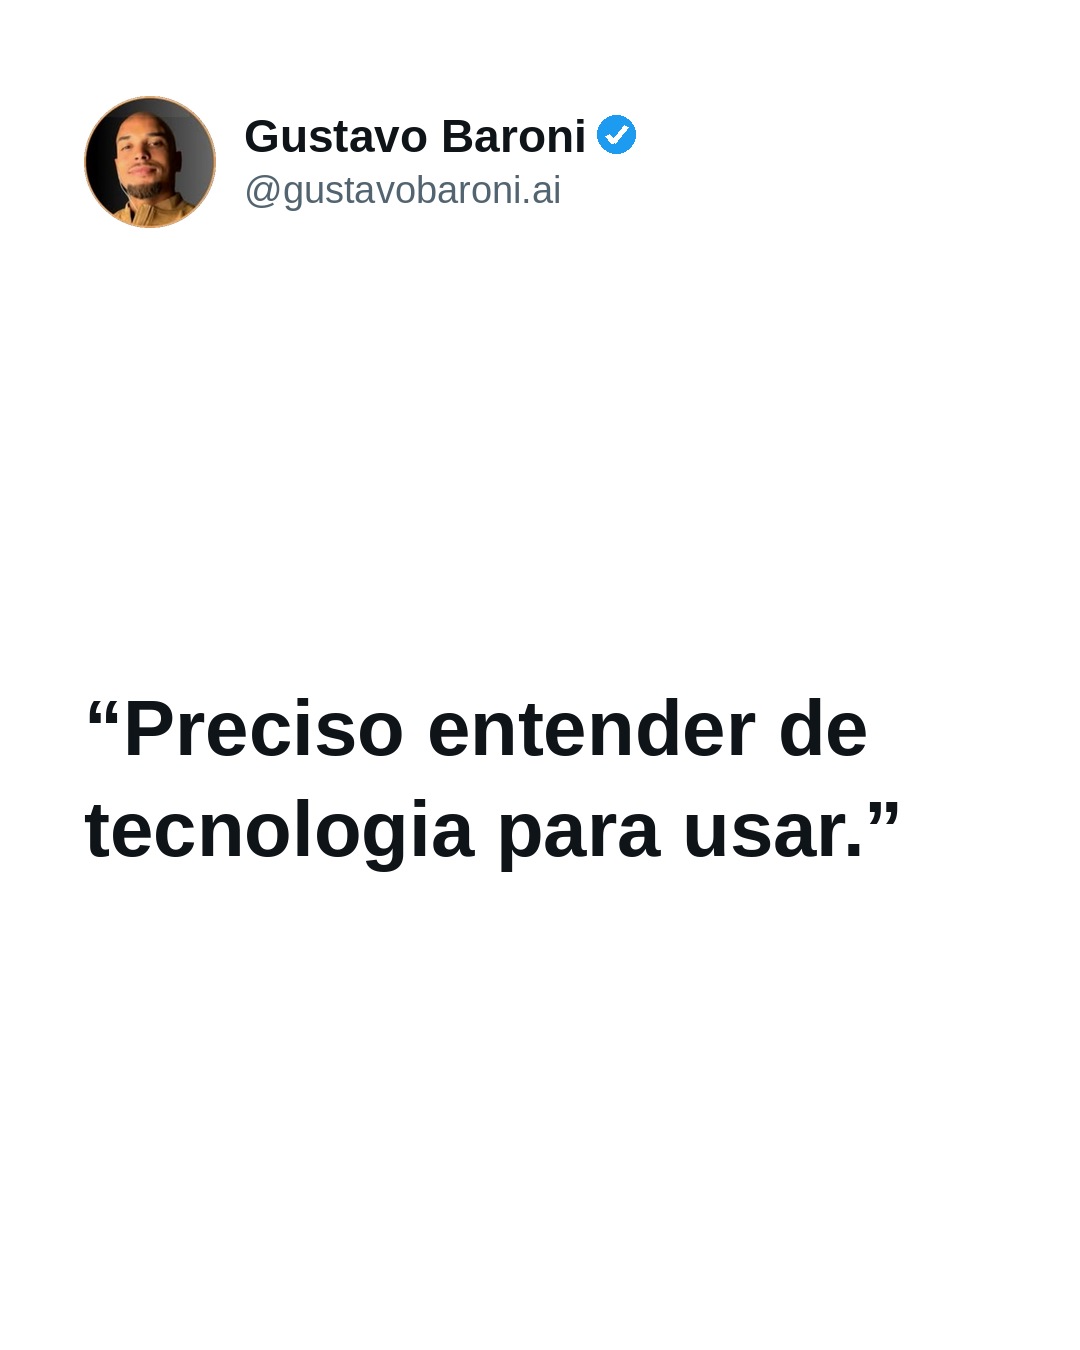 Gustavo Baroni
@gustavobaroni.ai
“Preciso entender de
tecnologia para usar.”